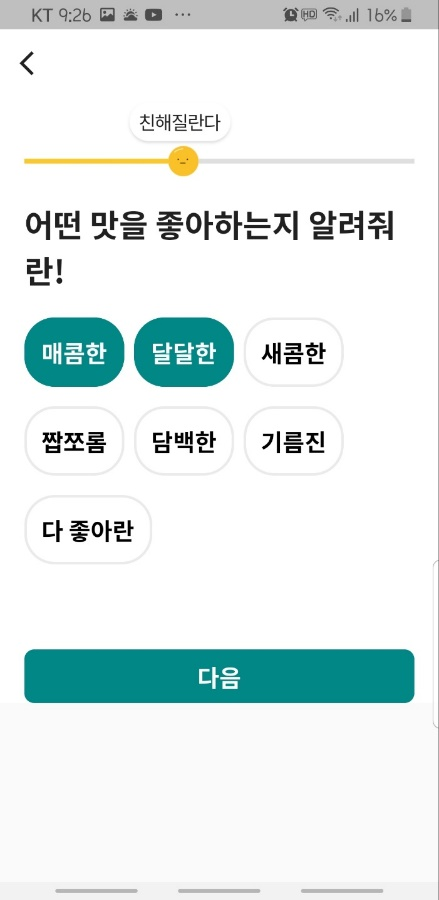 KT 9:26 HD 16%
친해질란다
어떤 맛을 좋아하는지 알려줘
란!
매콤한 달달한 새콤한
짭쪼롬 담백한 기름진
다 좋아란
다음